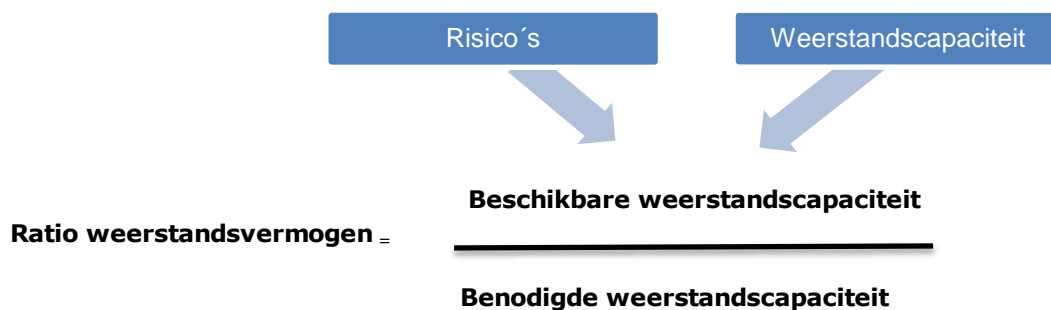 Risico´s
Weerstandscapaciteit
Beschikbare weerstandscapaciteit
Ratio weerstandsvermogen =
Benodigde weerstandscapaciteit